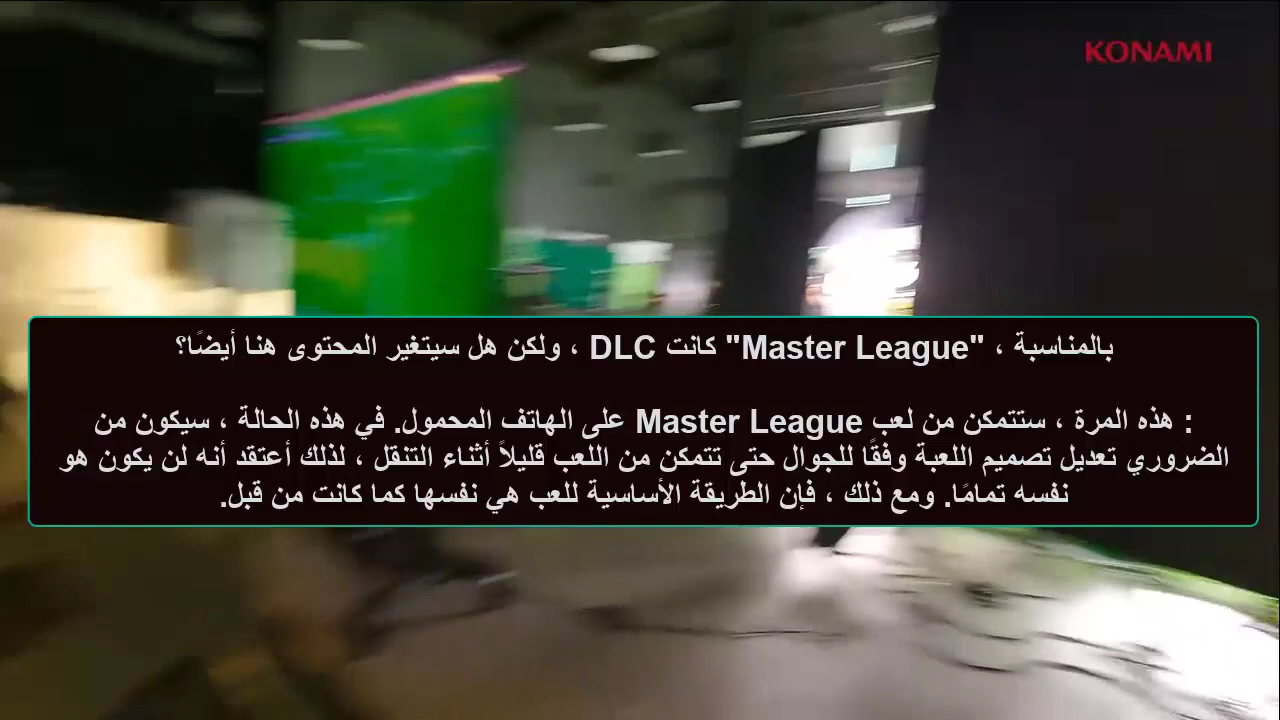 KONAMI
بالمناسبة ، "Master League" كانت DLC ، ولكن هل سيتغير المحتوى هنا أيضًا؟
: هذه المرة ، ستتمكن من لعب Master League على الهاتف المحمول. في هذه الحالة ، سيكون من
الضروري تعديل تصميم اللعبة وفقًا للجوال حتى تتمكن من اللعب قليلاً أثناء التنقل ، لذلك أعتقد أنه لن يكون هو
نفسه تمامًا. ومع ذلك ، فإن الطريقة الأساسية للعب هي نفسها كما كانت من قبل.